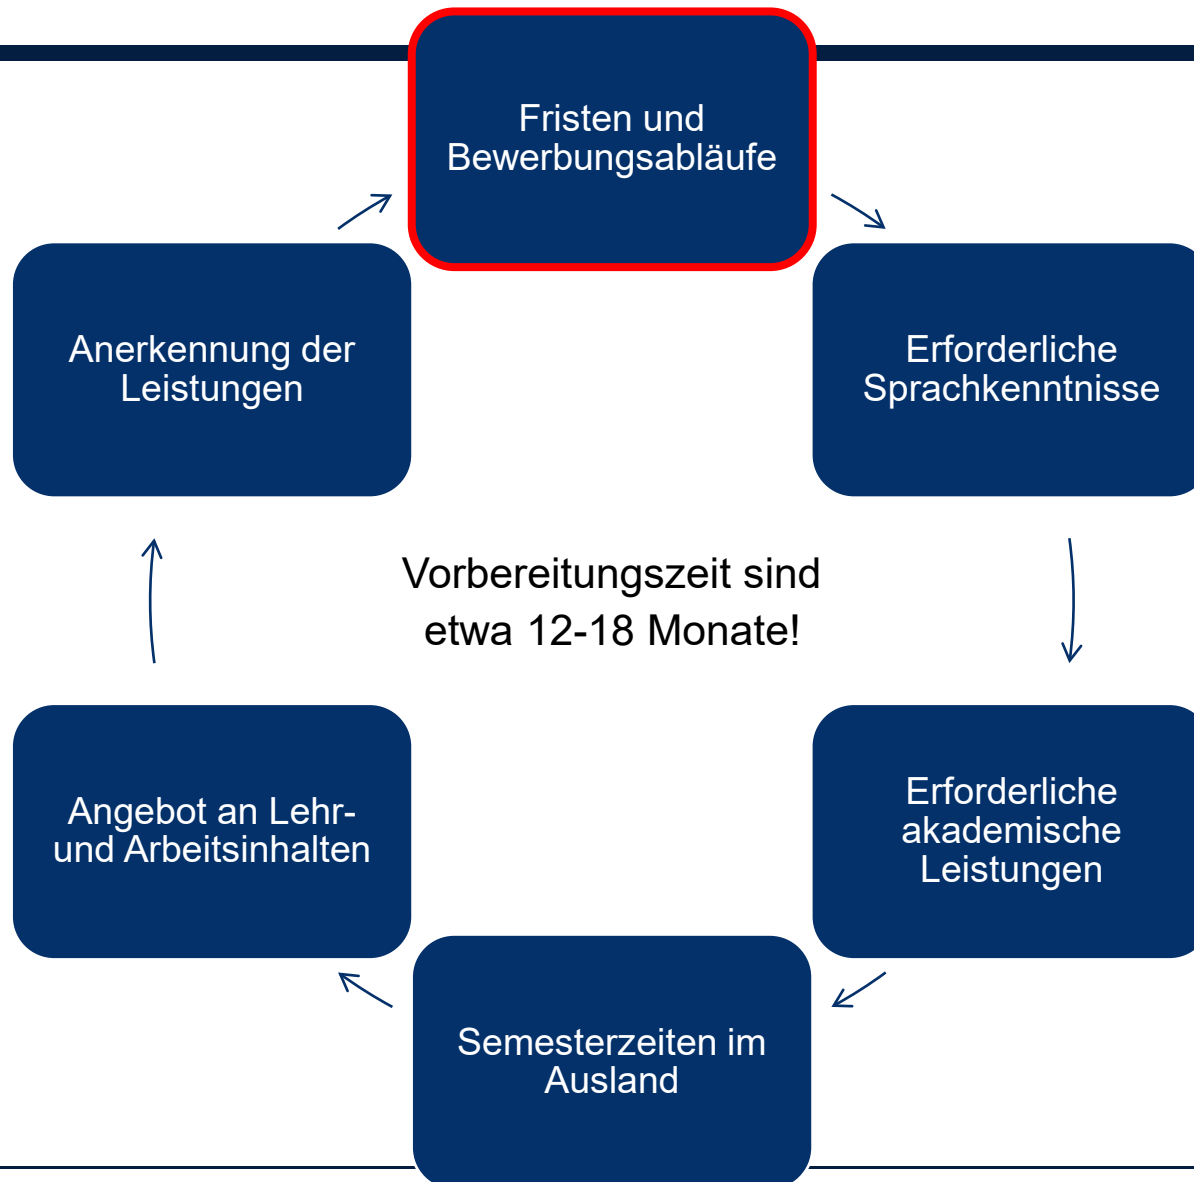 Fristen und
Bewerbungsabläufe
Anerkennung der
Leistungen
Erforderliche
Sprachkenntnisse
Vorbereitungszeit sind
etwa 12-18 Monate!
Angebot an Lehr-
und Arbeitsinhalten
Erforderliche
akademische
Leistungen
Semesterzeiten im
Ausland